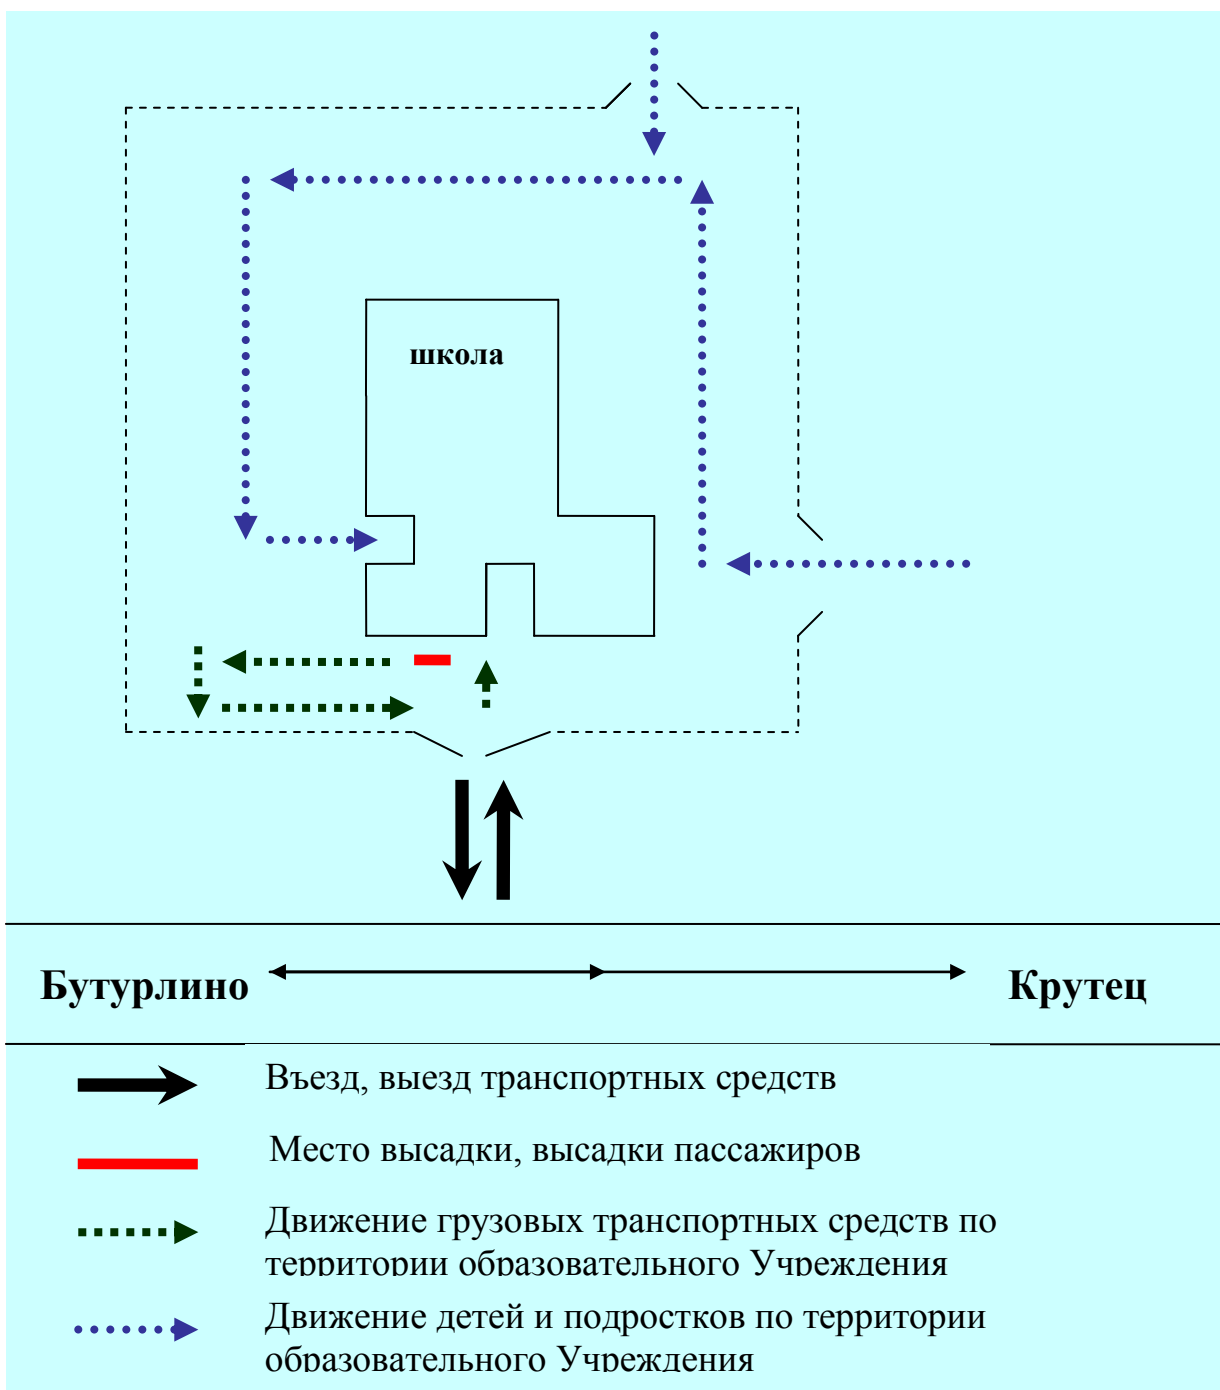 школа
Бутурлино
Крутец
Въезд, выезд транспортных средств
Место высадки, высадки пассажиров
Движение грузовых транспортных средств по
территории образовательного Учреждения
Движение детей и подростков по территории
образовательного Учреждения